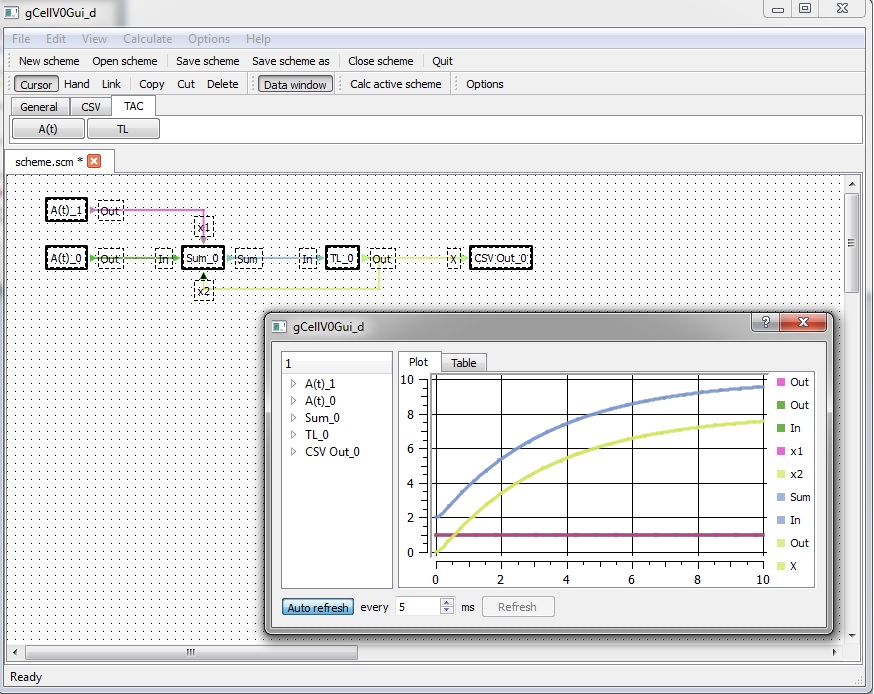 gCellV0Gui_d
File Edit View Calculate Options Help
New scheme Open scheme Save scheme Save scheme as Close scheme Quit
Cursor Hand Link Copy Cut Delete Data window Calc active scheme Options
General CSV TAC
A(t) TL
scheme.scm *
A(t)_1 Out
x1
A(t)_0 Out In Sum_0 Sum In TL_0 Out X CSV Out_0
x2
gCellV0Gui_d
1
A(t)_1
A(t)_0
Sum_0
TL_0
CSV Out_0
Plot Table
10
8
6
4
2
0
0 2 4 6 8 10
Out
Out
In
x1
x2
Sum
In
Out
X
Auto refresh every 5 ms Refresh
Ready